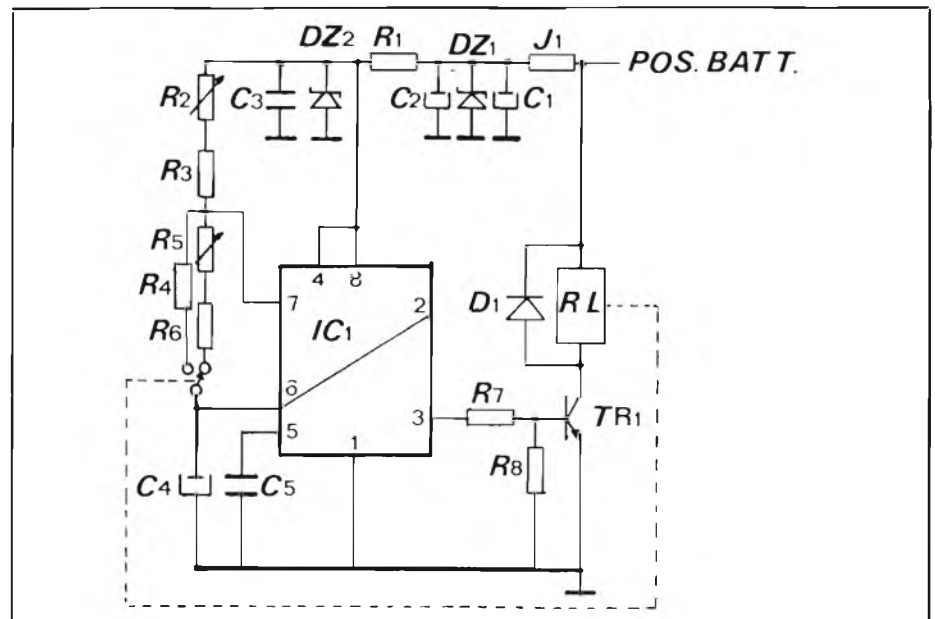 DZ2 R1 DZ1 J1
POS. BATT.
R2 C3 C2 C1
R3
R5
R4
R6
4 8
7 2
IC1
D1 RL
6
5 3
1
R7
TR1
R8
C4 C5